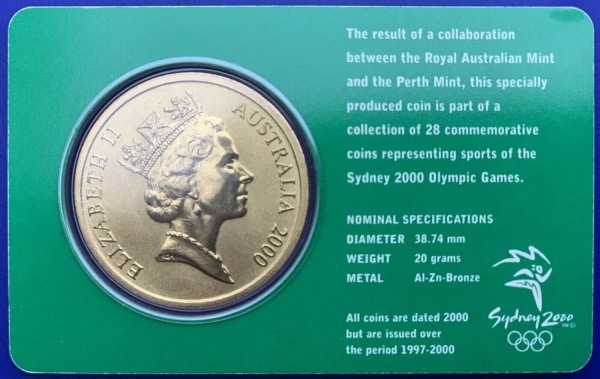 ELIZABETH II
AUSTRALIA 2000
The result of a collaboration
between the Royal Australian Mint
and the Perth Mint, this specially
produced coin is part of a
collection of 28 commemorative
coins representing sports of the
Sydney 2000 Olympic Games.
NOMINAL SPECIFICATIONS
DIAMETER 38.74 mm
WEIGHT 20 grams
METAL Al-Zn-Bronze
All coins are dated 2000
but are issued over
the period 1997-2000
Sydney 2000
TM©